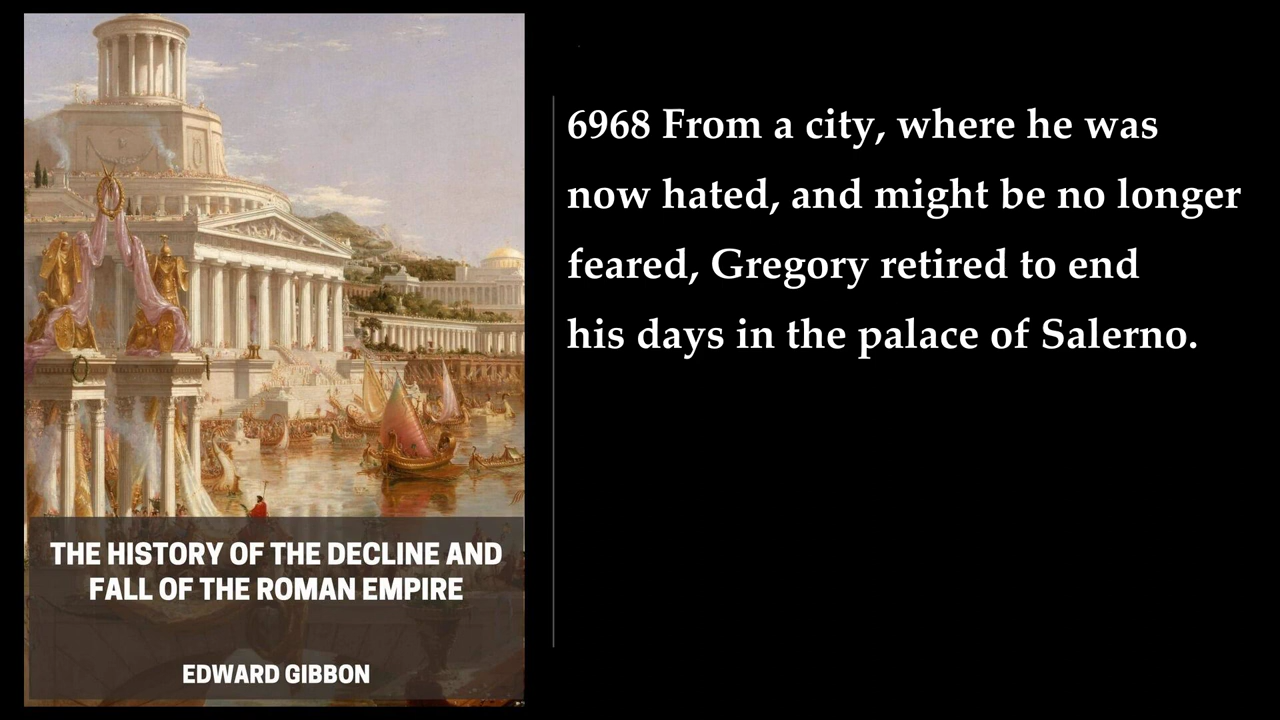 6968 From a city, where he was
now hated, and might be no longer
feared, Gregory retired to end
his days in the palace of Salerno.
THE HISTORY OF THE DECLINE AND
FALL OF THE ROMAN EMPIRE
EDWARD GIBBON